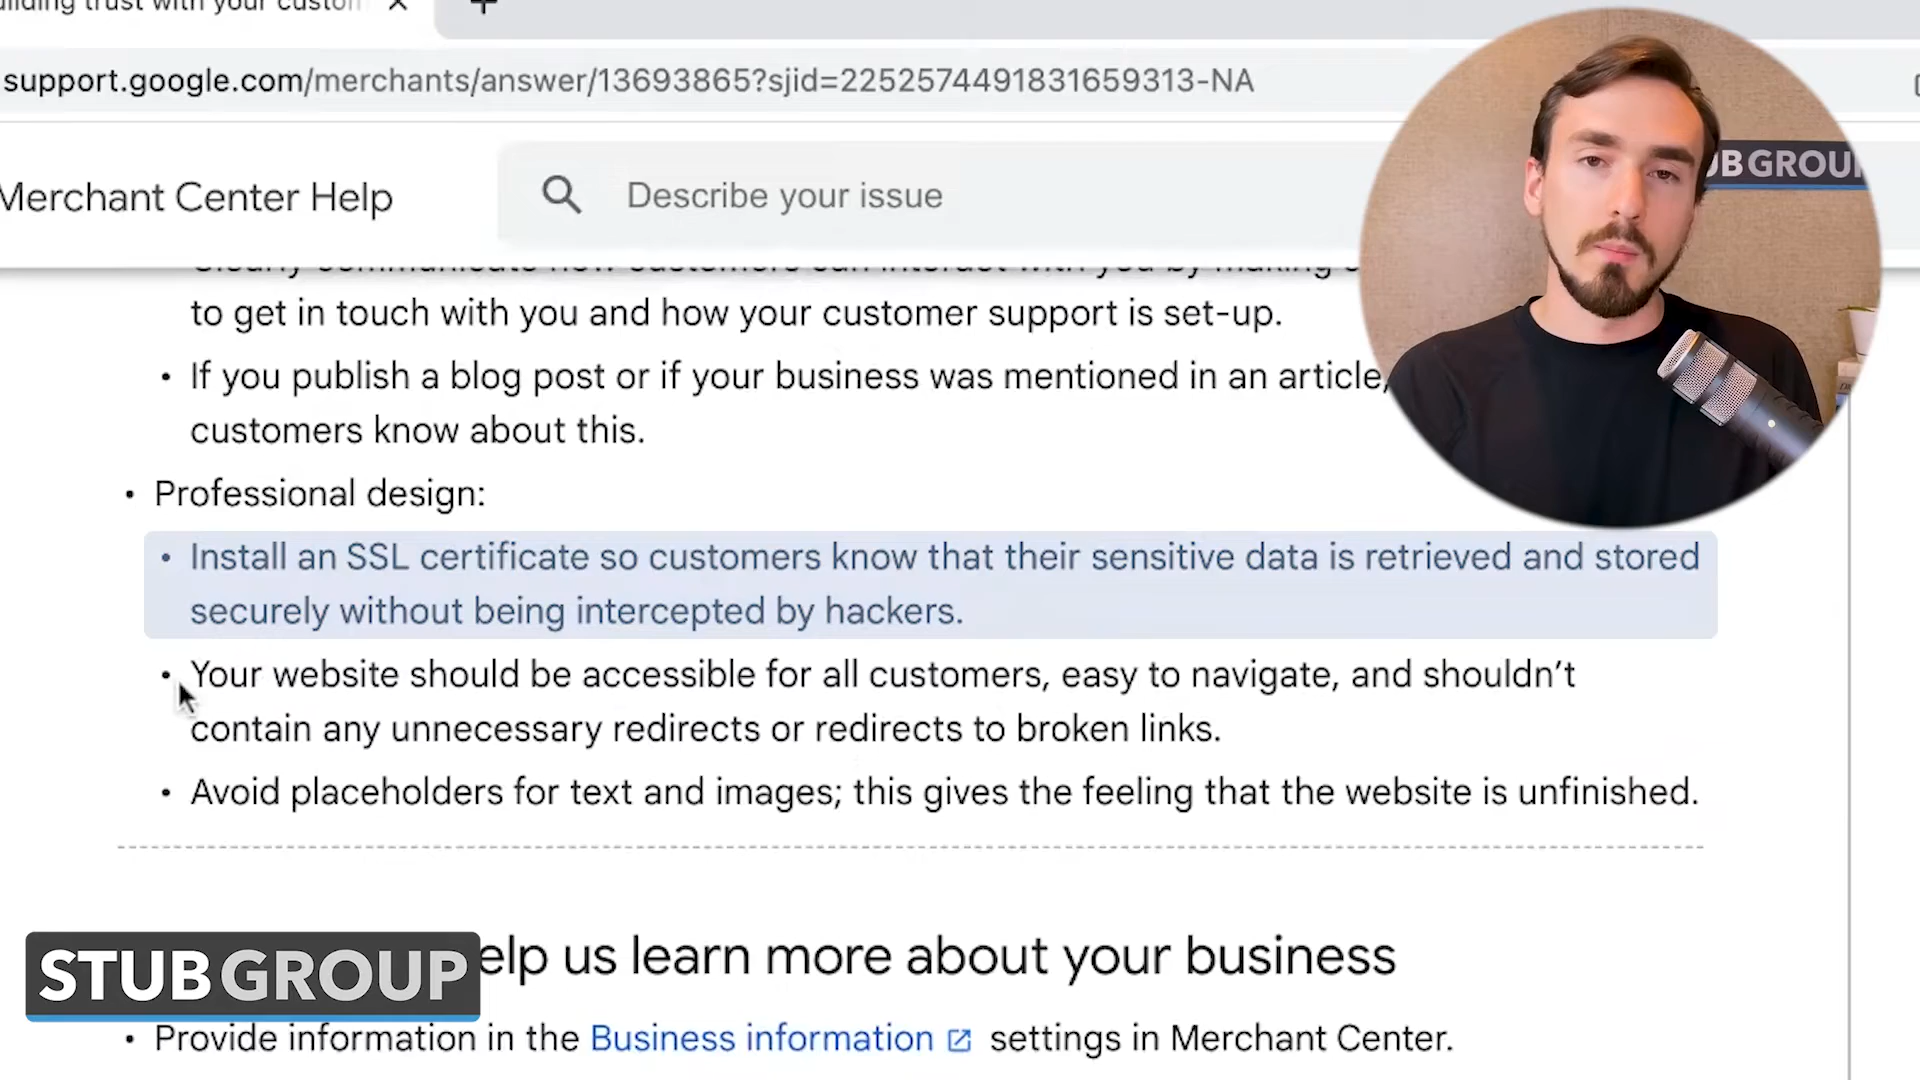 support.google.com/merchants/answer/13693865?sjid=2252574491831659313-NA
Merchant Center Help
Describe your issue
to get in touch with you and how your customer support is set-up.
• If you publish a blog post or if your business was mentioned in an article,
customers know about this.
• Professional design:
• Install an SSL certificate so customers know that their sensitive data is retrieved and stored
securely without being intercepted by hackers.
• Your website should be accessible for all customers, easy to navigate, and shouldn’t
contain any unnecessary redirects or redirects to broken links.
• Avoid placeholders for text and images; this gives the feeling that the website is unfinished.
elp us learn more about your business
STUBGROUP
• Provide information in the Business information settings in Merchant Center.
UB GROUP